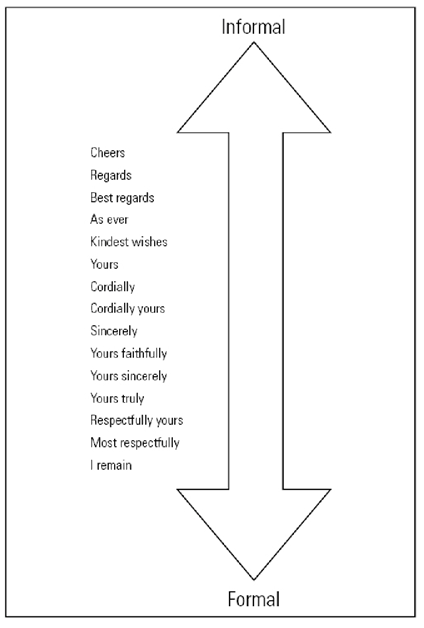 Informal
Cheers
Regards
Best regards
As ever
Kindest wishes
Yours
Cordially
Cordially yours
Sincerely
Yours faithfully
Yours sincerely
Yours truly
Respectfully yours
Most respectfully
I remain
Formal